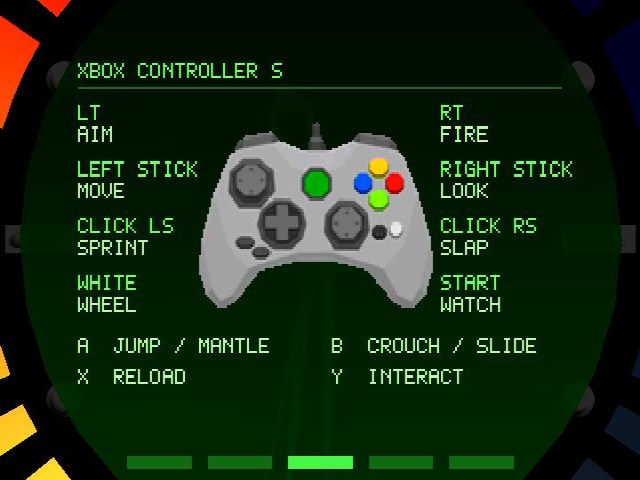 XBOX CONTROLLER S
LT
AIM
RT
FIRE
LEFT STICK
MOVE
RIGHT STICK
LOOK
CLICK LS
SPRINT
CLICK RS
SLAP
WHITE
WHEEL
START
WATCH
A JUMP / MANTLE
B CROUCH / SLIDE
X RELOAD
Y INTERACT